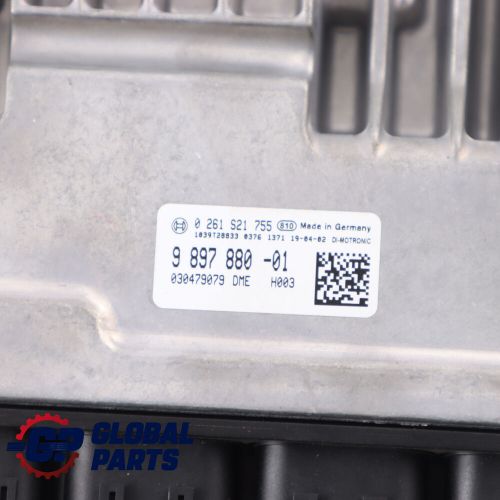 0 261 S21 755 810 Made in Germany
1039T28833 0376 1371 19-04-02 DI-MOTRONIC
9 897 880 -01
030479079 DME H003
GP GLOBAL
PARTS